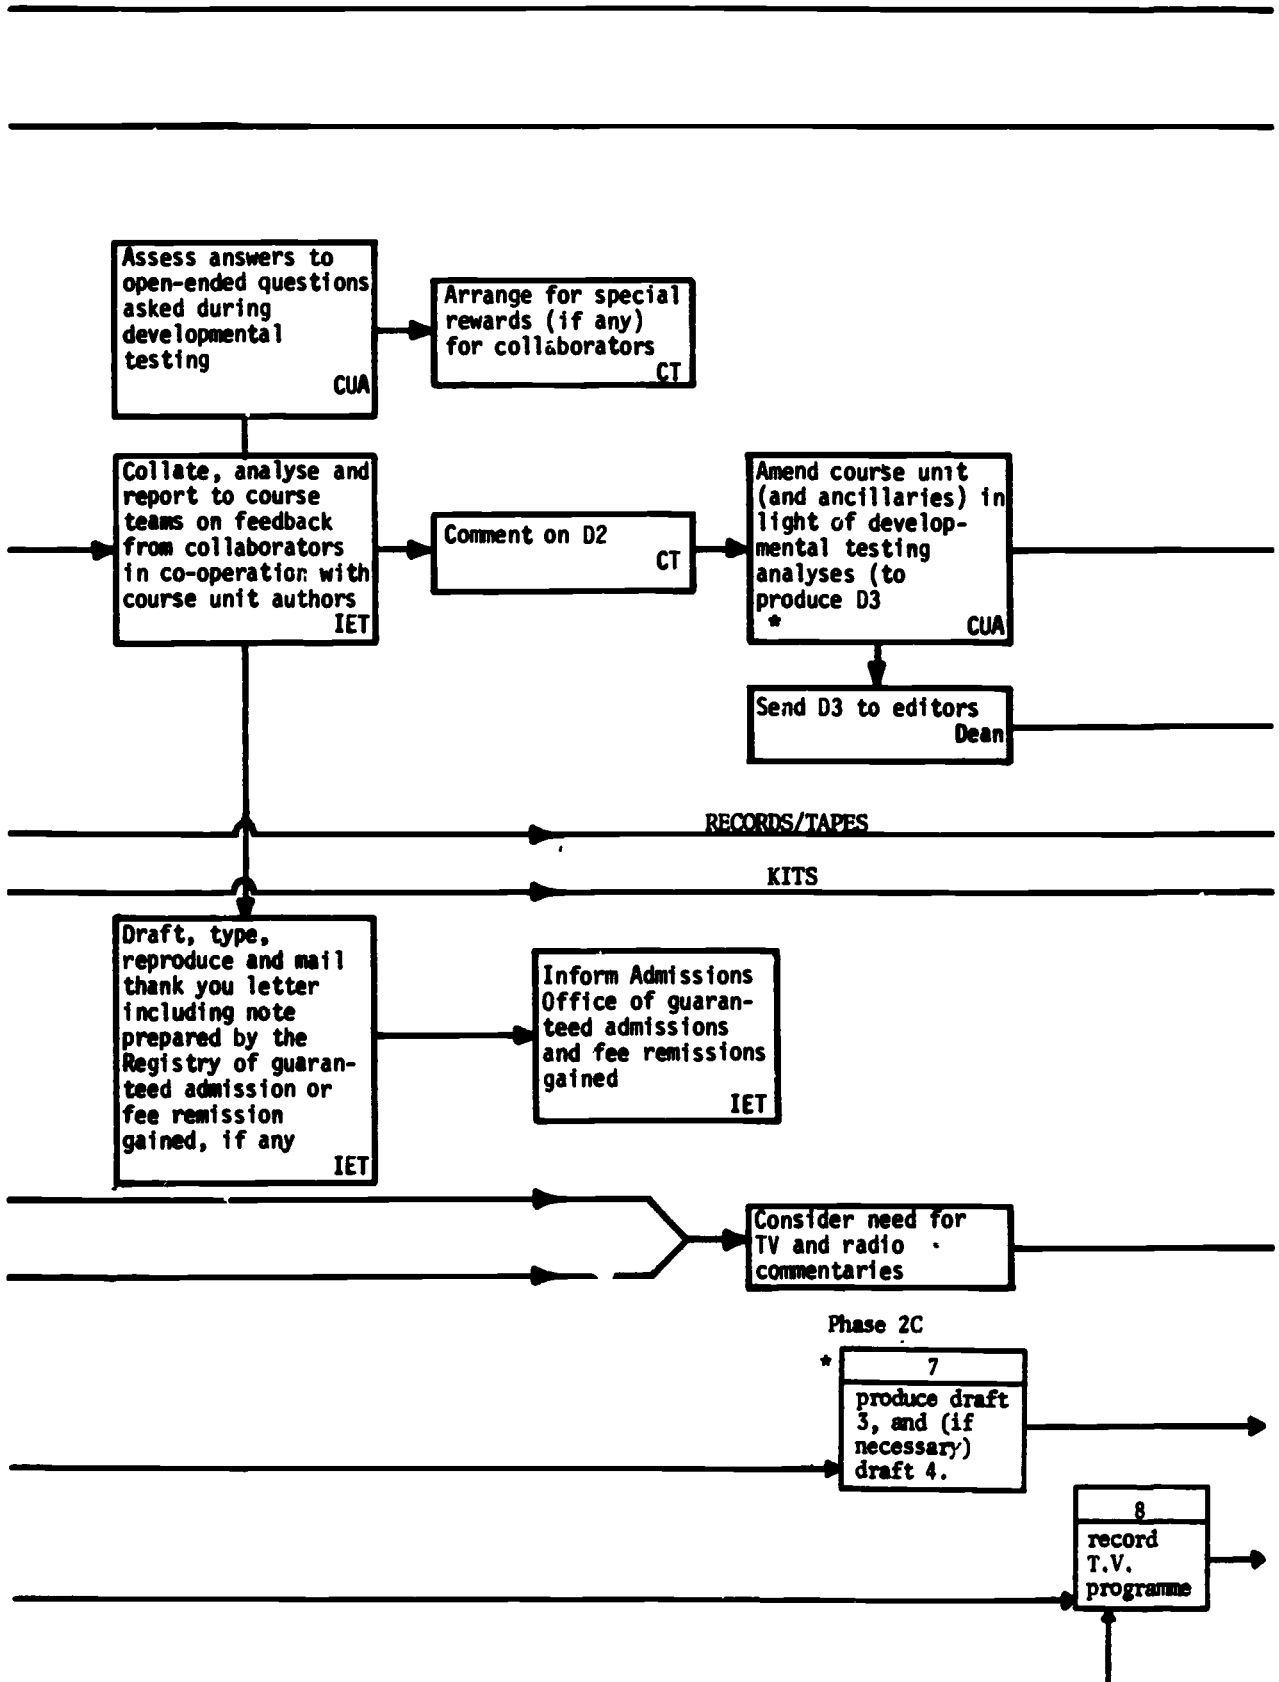 Assess answers to
open-ended questions
asked during
developmental
testing
CUA
Arrange for special
rewards (if any)
for collaborators
CT
Collate, analyse and
report to course
teams on feedback
from collaborators
in co-operation with
course unit authors
IET
Comment on D2
CT
Amend course unit
(and ancillaries) in
light of develop-
mental testing
analyses (to
produce D3
*
CUA
Send D3 to editors
Dean
RECORDS/TAPES
KITS
Draft, type,
reproduce and mail
thank you letter
including note
prepared by the
Registry of guaran-
teed admission or
fee remission
gained, if any
IET
Inform Admissions
Office of guaran-
teed admissions
and fee remissions
gained
IET
Consider need for
TV and radio
commentaries
Phase 2C
*
7
produce draft
3, and (if
necessary)
draft 4.
8
record
T.V.
programme